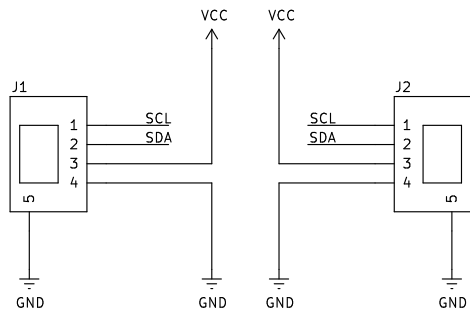 VCC VCC
J1 J2
1 SCL SCL 1
2 SDA SDA 2
3 3
4 4
5 5
GND GND GND GND